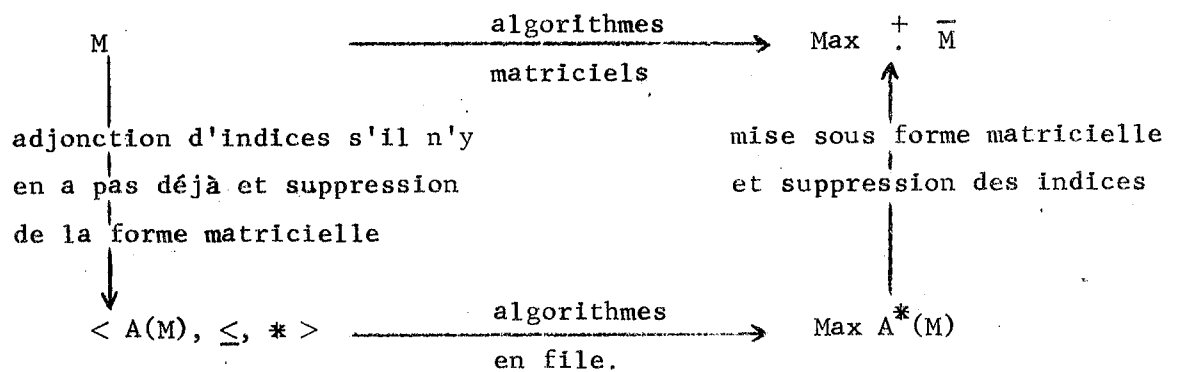 algorithmes
M Max +. M̄
matriciels
adjonction d'indices s'il n'y
en a pas déjà et suppression
de la forme matricielle
mise sous forme matricielle
et suppression des indices
algorithmes
< A(M), ≤, * > Max A*(M)
en file.